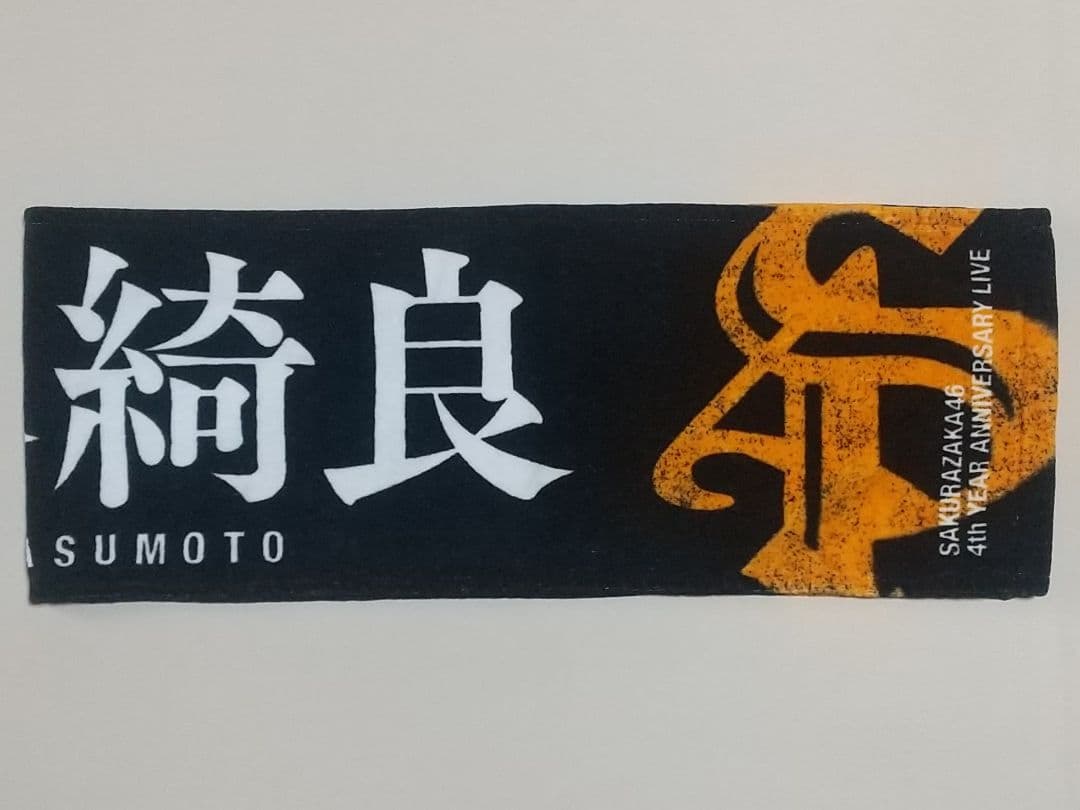 綺良
SUMOTO
SAKURAZAKA46
4th YEAR ANNIVERSARY LIVE